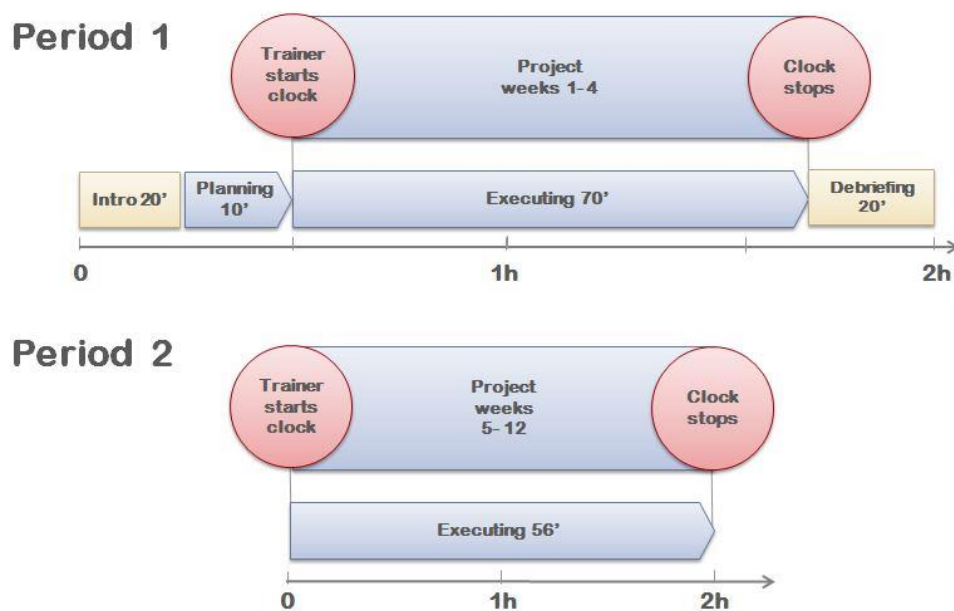 Period 1
Trainer
starts
clock
Project
weeks 1-4
Clock
stops
Intro 20'
Planning
10'
Executing 70'
Debriefing
20'
0
1h
2h
Period 2
Trainer
starts
clock
Project
weeks
5-12
Clock
stops
Executing 56'
0
1h
2h